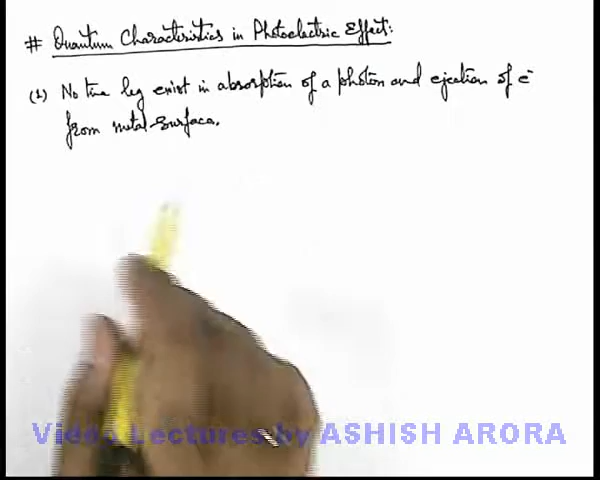 # Quantum Characteristics in Photoelectric Effect:
(1) No time leg exist in absorption of a photon and ejection of e⁻
from metal-surface.
Video Lectures by ASHISH ARORA